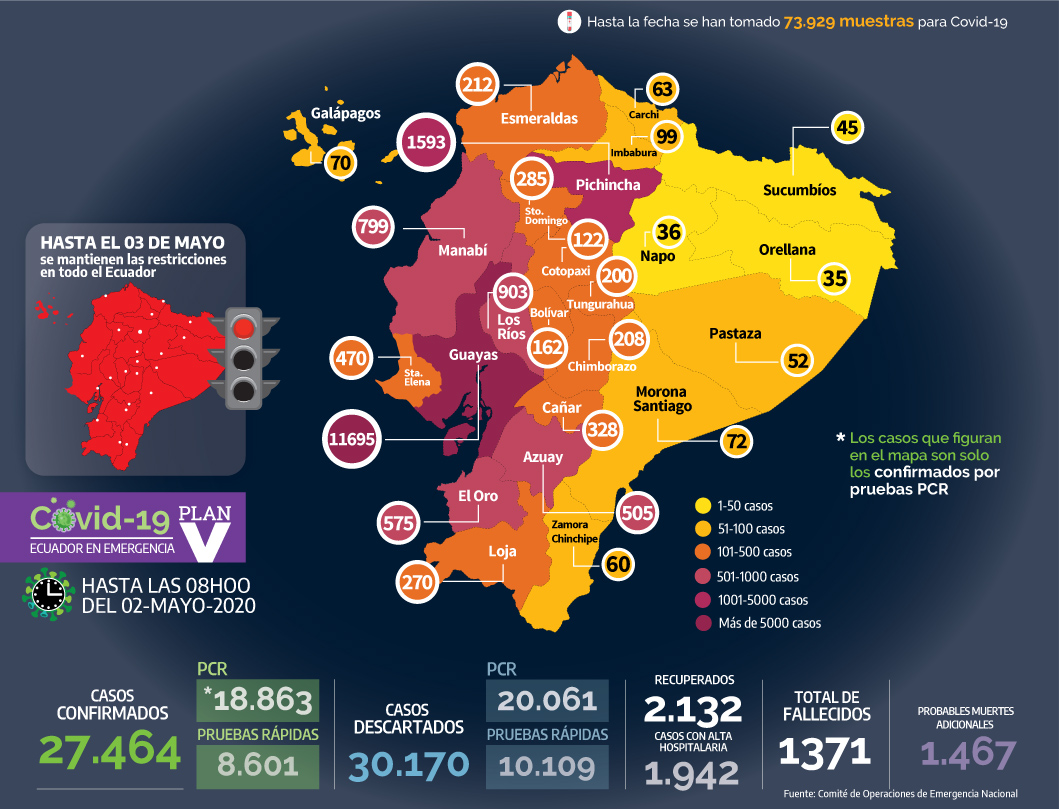 Hasta la fecha se han tomado 73.929 muestras para Covid-19
212
Esmeraldas
63
Carchi
Galápagos
70
1593
99
Imbabura
45
Sucumbíos
285
Pichincha
Sto.
Domingo
799
Manabí
122
Cotopaxi
36
Napo
Orellana
35
200
Tungurahua
903
Los
Ríos
Bolívar
162
208
Chimborazo
Pastaza
52
470
Sta.
Elena
Guayas
11695
Cañar
328
Morona
Santiago
72
Azuay
505
El Oro
575
Zamora
Chinchipe
60
Loja
270
HASTA EL 03 DE MAYO
se mantienen las restricciones
en todo el Ecuador
* Los casos que figuran
en el mapa son solo
los confirmados por
pruebas PCR
1-50 casos
51-100 casos
101-500 casos
501-1000 casos
1001-5000 casos
Más de 5000 casos
Covid-19
ECUADOR EN EMERGENCIA
PLAN
V
HASTA LAS 08H00
DEL 02-MAYO-2020
CASOS
CONFIRMADOS
27.464
PCR
*18.863
PRUEBAS RÁPIDAS
8.601
CASOS
DESCARTADOS
30.170
PCR
20.061
PRUEBAS RÁPIDAS
10.109
RECUPERADOS
2.132
CASOS CON ALTA
HOSPITALARIA
1.942
TOTAL DE
FALLECIDOS
1371
PROBABLES MUERTES
ADICIONALES
1.467
Fuente: Comité de Operaciones de Emergencia Nacional